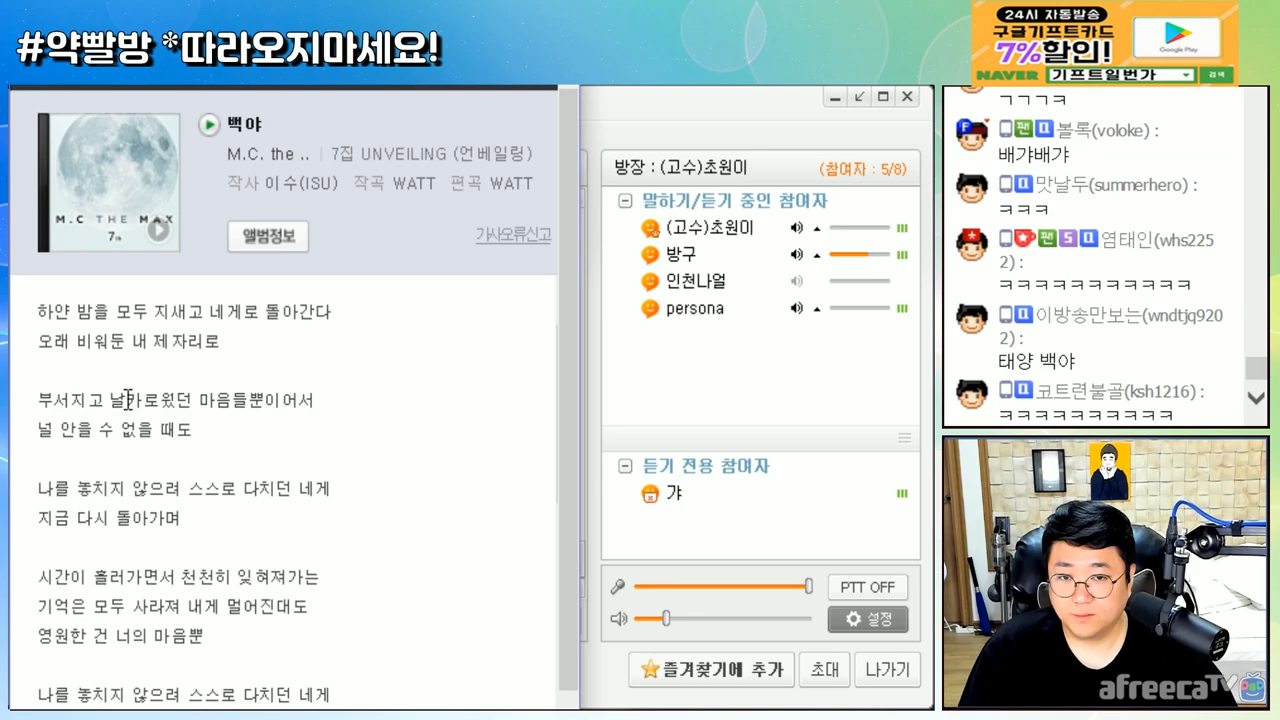 #약빨방 *따라오지마세요!
24시 자동발송
구글기프트카드
7%할인!
Google Play
NAVER 기프트일번가 검색
백야
M.C. the .. | 7집 UNVEILING (언베일링)
작사 이수(ISU) 작곡 WATT 편곡 WATT
앨범정보
가사오류신고
M.C THE MAX
7th
하얀 밤을 모두 지새고 네게로 돌아간다
오래 비워둔 내 제자리로
부서지고 날카로웠던 마음들뿐이어서
널 안을 수 없을 때도
나를 놓치지 않으려 스스로 다치던 네게
지금 다시 돌아가며
시간이 흘러가면서 천천히 잊혀져가는
기억은 모두 사라져 내게 멀어진대도
영원한 건 너의 마음뿐
나를 놓치지 않으려 스스로 다치던 네게
방장 : (고수)초원이
(참여자 : 5/8)
말하기/듣기 중인 참여자
(고수)초원이
방구
인천나얼
persona
듣기 전용 참여자
갸
PTT OFF
설정
즐겨찾기에 추가
초대
나가기
ㄱㄱㄱㅋ
팬 볼록(voloke) :
배갸배갸
맛날두(summerhero) :
ㅋㅋㅋ
팬 S 염태인(whs225
2) :
ㅋㅋㅋㅋㅋㅋㅋㅋㅋㅋㅋ
이방송만보는(wndtjq920
2) :
태양 백야
코트련불골(ksh1216) :
ㅋㅋㅋㅋㅋㅋㅋㅋㅋㅋ
afreecaTV